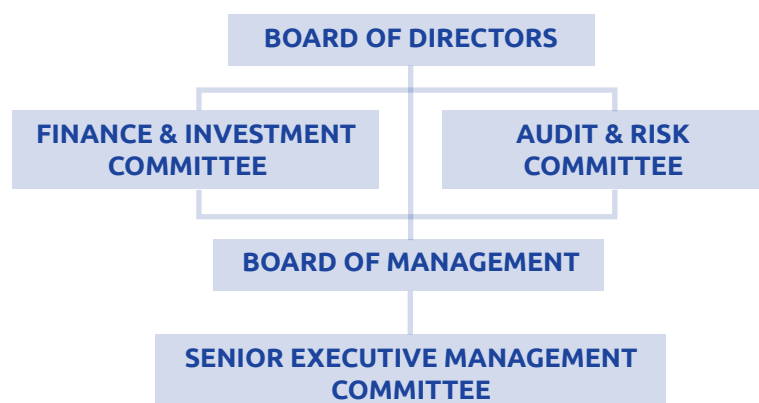 BOARD OF DIRECTORS
FINANCE & INVESTMENT
COMMITTEE
AUDIT & RISK
COMMITTEE
BOARD OF MANAGEMENT
SENIOR EXECUTIVE MANAGEMENT
COMMITTEE